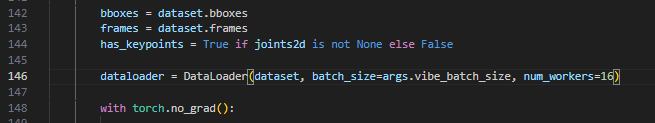 142 bboxes = dataset.bboxes
143 frames = dataset.frames
144 has_keypoints = True if joints2d is not None else False
145
146 dataloader = DataLoader(dataset, batch_size=args.vibe_batch_size, num_workers=16)
147
148 with torch.no_grad():